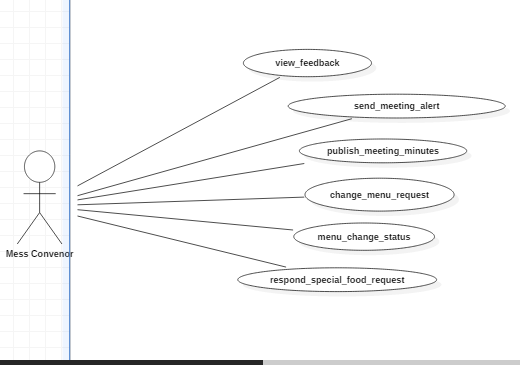 view_feedback
send_meeting_alert
publish_meeting_minutes
change_menu_request
menu_change_status
Mess Convenor
respond_special_food_request